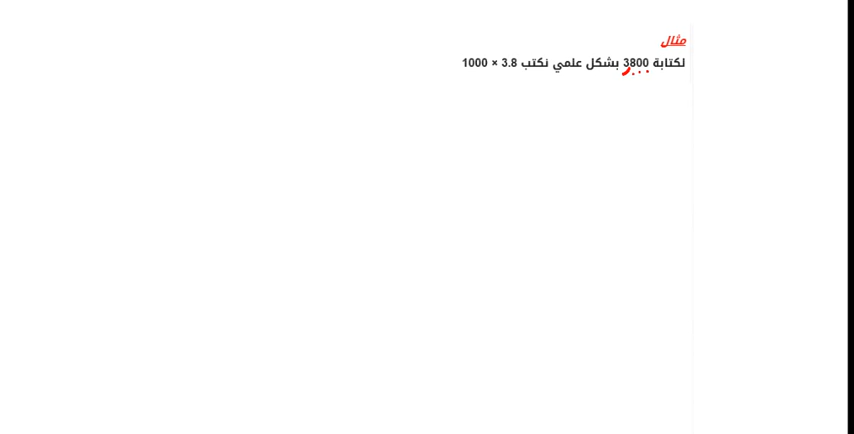 مثال
لكتابة 3800 بشكل علمي نكتب 3.8 × 1000